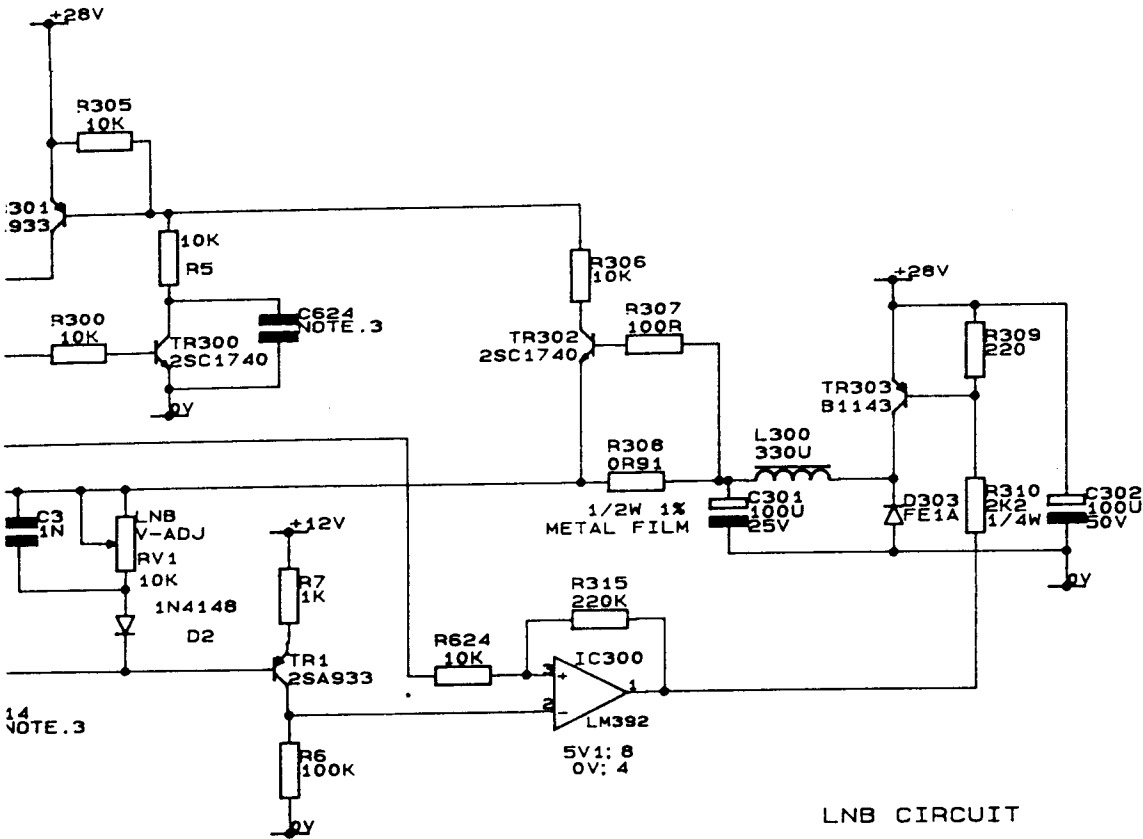 +28V
R305
10K
301
933
10K
R5
R300
10K
TR300
2SC1740
C624
NOTE.3
0V
R306
10K
TR302
2SC1740
R307
100R
+28V
R309
220
TR303
B1143
L300
330U
R308
0R91
1/2W 1%
METAL FILM
C301
100U
25V
D303
FE1A
R310
2K2
1/4W
C302
100U
50V
0V
C3
1N
LNB
V-ADJ
RV1
10K
1N4148
D2
+12V
R7
1K
TR1
2SA933
R624
10K
R315
220K
IC300
3
+
2
-
1
LM392
5V1: 8
0V: 4
14
NOTE.3
R6
100K
0V
LNB CIRCUIT